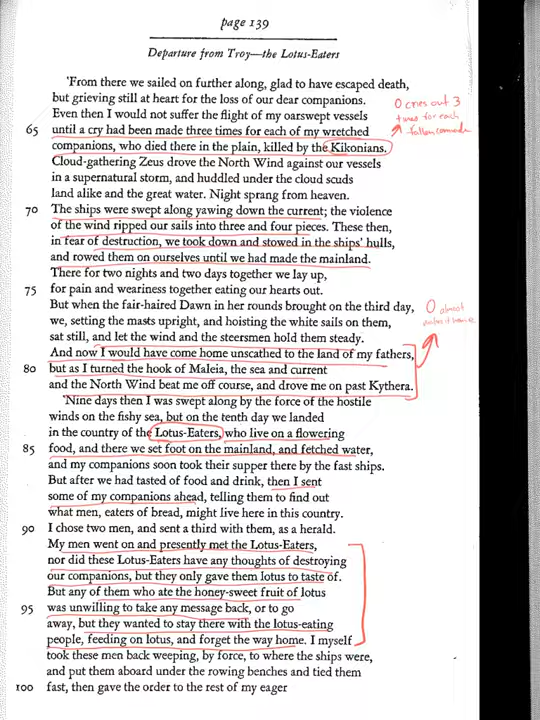 page 139
Departure from Troy—the Lotus-Eaters
'From there we sailed on further along, glad to have escaped death,
but grieving still at heart for the loss of our dear companions.
Even then I would not suffer the flight of my oarswept vessels
65 until a cry had been made three times for each of my wretched
companions, who died there in the plain, killed by the Kikonians.
Cloud-gathering Zeus drove the North Wind against our vessels
in a supernatural storm, and huddled under the cloud scuds
land alike and the great water. Night sprang from heaven.
70 The ships were swept along yawing down the current; the violence
of the wind ripped our sails into three and four pieces. These then,
in fear of destruction, we took down and stowed in the ships' hulls,
and rowed them on ourselves until we had made the mainland.
There for two nights and two days together we lay up,
75 for pain and weariness together eating our hearts out.
But when the fair-haired Dawn in her rounds brought on the third day,
we, setting the masts upright, and hoisting the white sails on them,
sat still, and let the wind and the steersmen hold them steady.
And now I would have come home unscathed to the land of my fathers,
80 but as I turned the hook of Maleia, the sea and current
and the North Wind beat me off course, and drove me on past Kythera.
'Nine days then I was swept along by the force of the hostile
winds on the fishy sea, but on the tenth day we landed
in the country of the Lotus-Eaters, who live on a flowering
85 food, and there we set foot on the mainland, and fetched water,
and my companions soon took their supper there by the fast ships.
But after we had tasted of food and drink, then I sent
some of my companions ahead, telling them to find out
what men, eaters of bread, might live here in this country.
90 I chose two men, and sent a third with them, as a herald.
My men went on and presently met the Lotus-Eaters,
nor did these Lotus-Eaters have any thoughts of destroying
our companions, but they only gave them lotus to taste of.
But any of them who ate the honey-sweet fruit of lotus
95 was unwilling to take any message back, or to go
away, but they wanted to stay there with the lotus-eating
people, feeding on lotus, and forget the way home. I myself
took these men back weeping, by force, to where the ships were,
and put them aboard under the rowing benches and tied them
100 fast, then gave the order to the rest of my eager
O cries out 3
times for each
fallen comrade
O almost
home